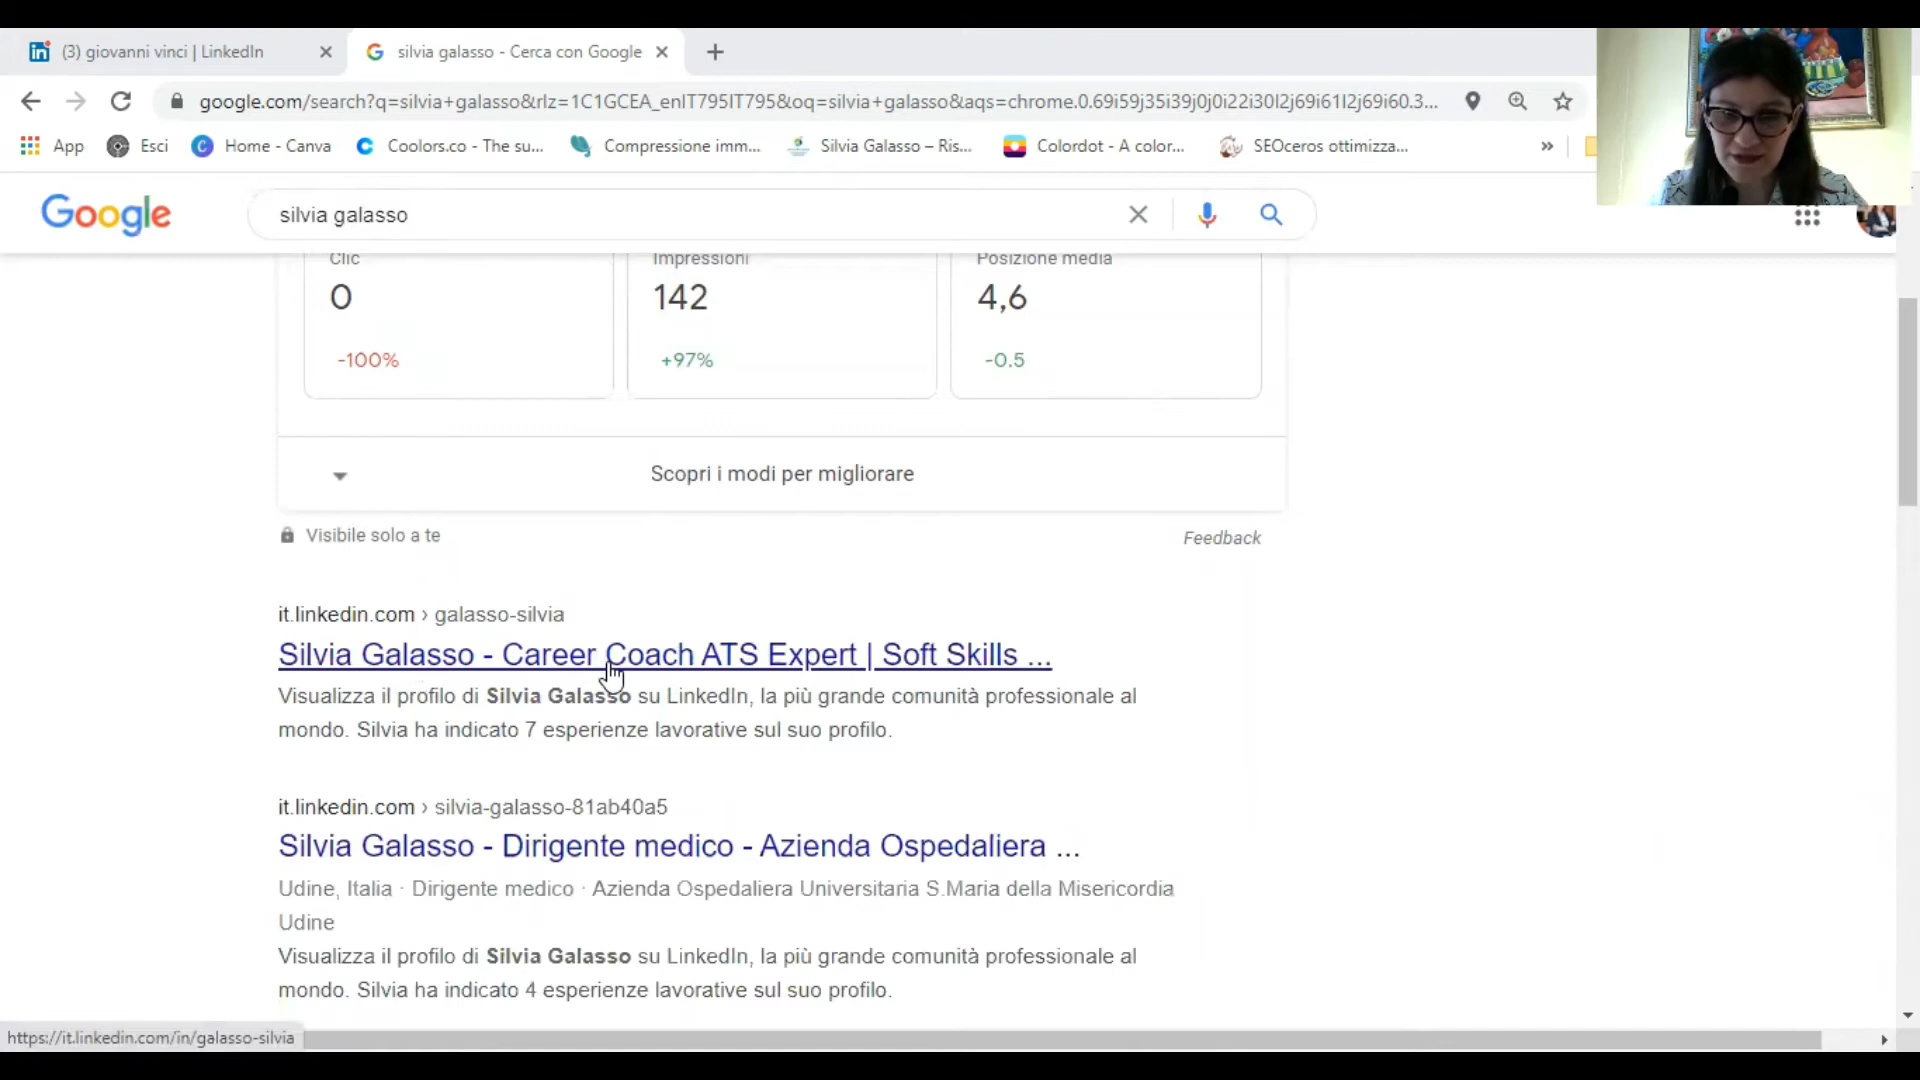 (3) giovanni vinci | LinkedIn
silvia galasso - Cerca con Google
google.com/search?q=silvia+galasso&rlz=1C1GCEA_enIT795IT795&oq=silvia+galasso&aqs=chrome.0.69i59j35i39j0j0i22i30l2j69i61l2j69i60.3...
App
Esci
Home - Canva
Coolors.co - The su...
Compressione imm...
Silvia Galasso – Ris...
Colordot - A color...
SEOceros ottimizza...
Google
silvia galasso
Clic
Impressioni
Posizione media
0
142
4,6
-100%
+97%
-0.5
Scopri i modi per migliorare
Visibile solo a te
Feedback
it.linkedin.com › galasso-silvia
Silvia Galasso - Career Coach ATS Expert | Soft Skills ...
Visualizza il profilo di Silvia Galasso su LinkedIn, la più grande comunità professionale al
mondo. Silvia ha indicato 7 esperienze lavorative sul suo profilo.
it.linkedin.com › silvia-galasso-81ab40a5
Silvia Galasso - Dirigente medico - Azienda Ospedaliera ...
Udine, Italia · Dirigente medico · Azienda Ospedaliera Universitaria S.Maria della Misericordia
Udine
Visualizza il profilo di Silvia Galasso su LinkedIn, la più grande comunità professionale al
mondo. Silvia ha indicato 4 esperienze lavorative sul suo profilo.
https://it.linkedin.com/in/galasso-silvia